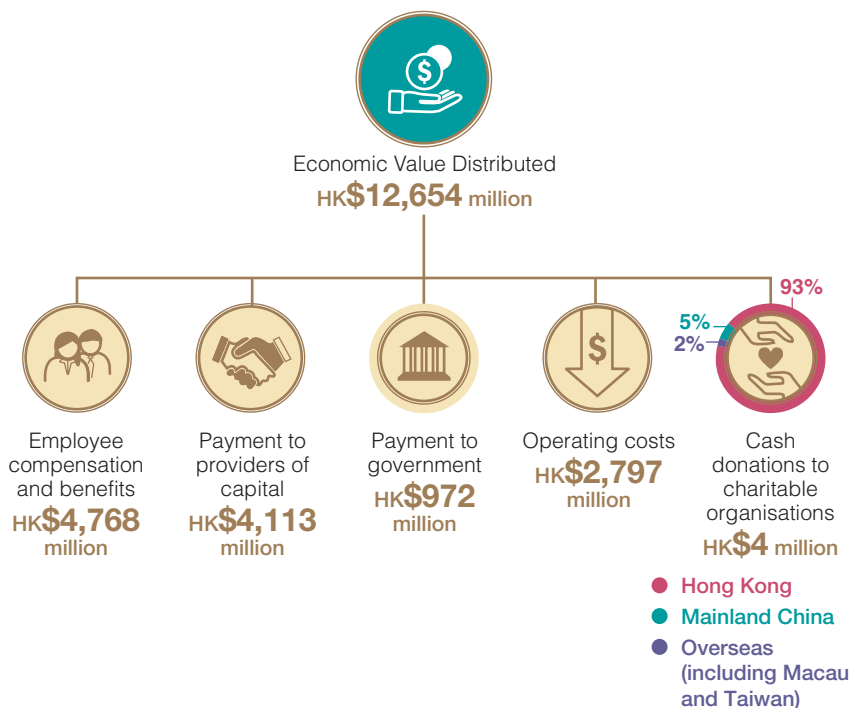 $
Economic Value Distributed
HK$12,654 million
93%
5%
2%
$
Employee
compensation
and benefits
HK$4,768
million
Payment to
providers of
capital
HK$4,113
million
Payment to
government
HK$972
million
Operating costs
HK$2,797
million
Cash
donations to
charitable
organisations
HK$4 million
Hong Kong
Mainland China
Overseas
(including Macau
and Taiwan)